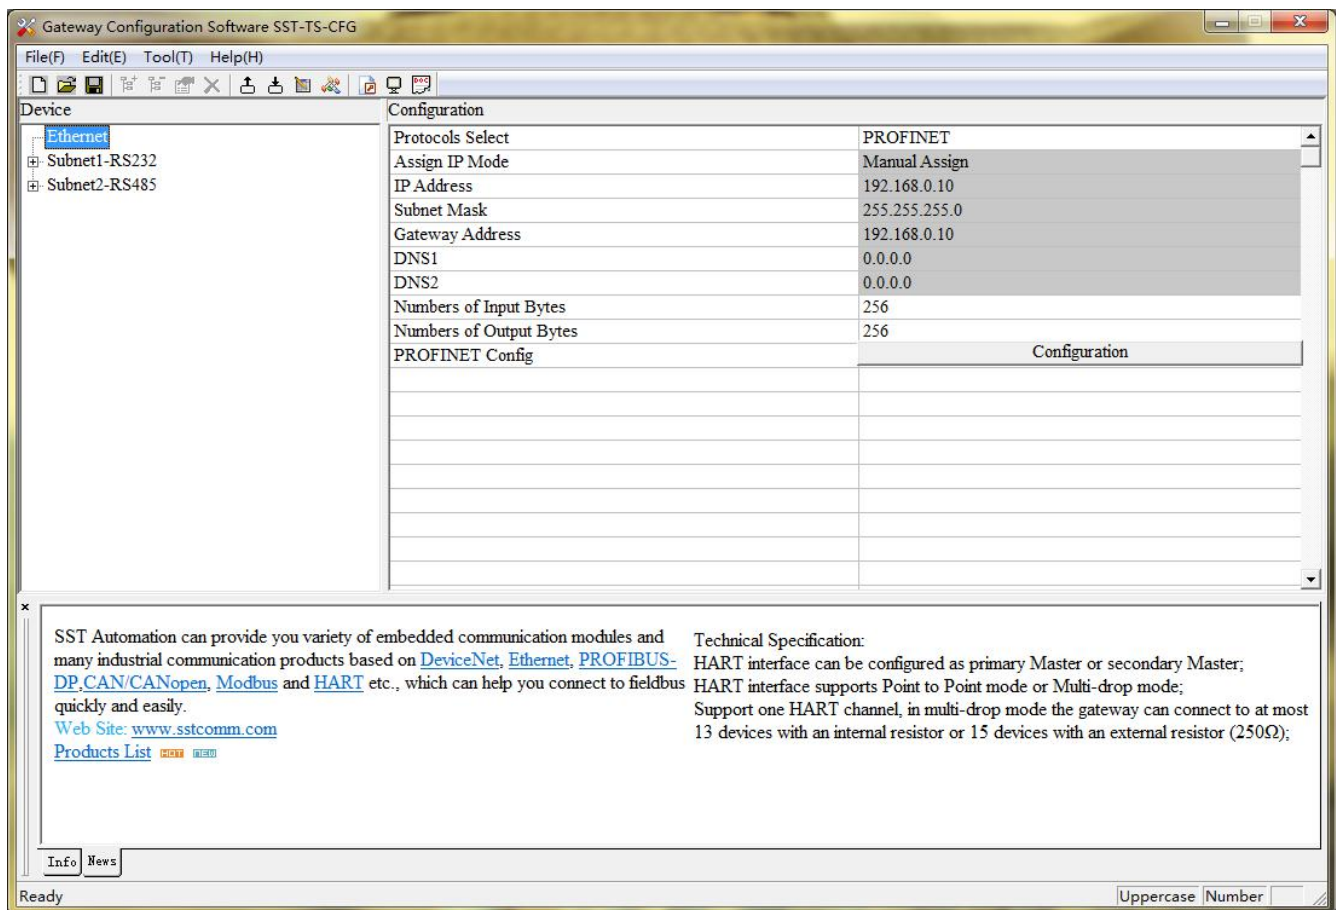 Gateway Configuration Software SST-TS-CFG
File(F) Edit(E) Tool(T) Help(H)
Device
Configuration
Ethernet
Subnet1-RS232
Subnet2-RS485
Protocols Select PROFINET
Assign IP Mode Manual Assign
IP Address 192.168.0.10
Subnet Mask 255.255.255.0
Gateway Address 192.168.0.10
DNS1 0.0.0.0
DNS2 0.0.0.0
Numbers of Input Bytes 256
Numbers of Output Bytes 256
PROFINET Config Configuration
SST Automation can provide you variety of embedded communication modules and
many industrial communication products based on DeviceNet, Ethernet, PROFIBUS-
DP,CAN/CANopen, Modbus and HART etc., which can help you connect to fieldbus
quickly and easily.
Web Site: www.sstcomm.com
Products List HOT NEW
Technical Specification:
HART interface can be configured as primary Master or secondary Master;
HART interface supports Point to Point mode or Multi-drop mode;
Support one HART channel, in multi-drop mode the gateway can connect to at most
13 devices with an internal resistor or 15 devices with an external resistor (250Ω);
Info News
Ready
Uppercase Number